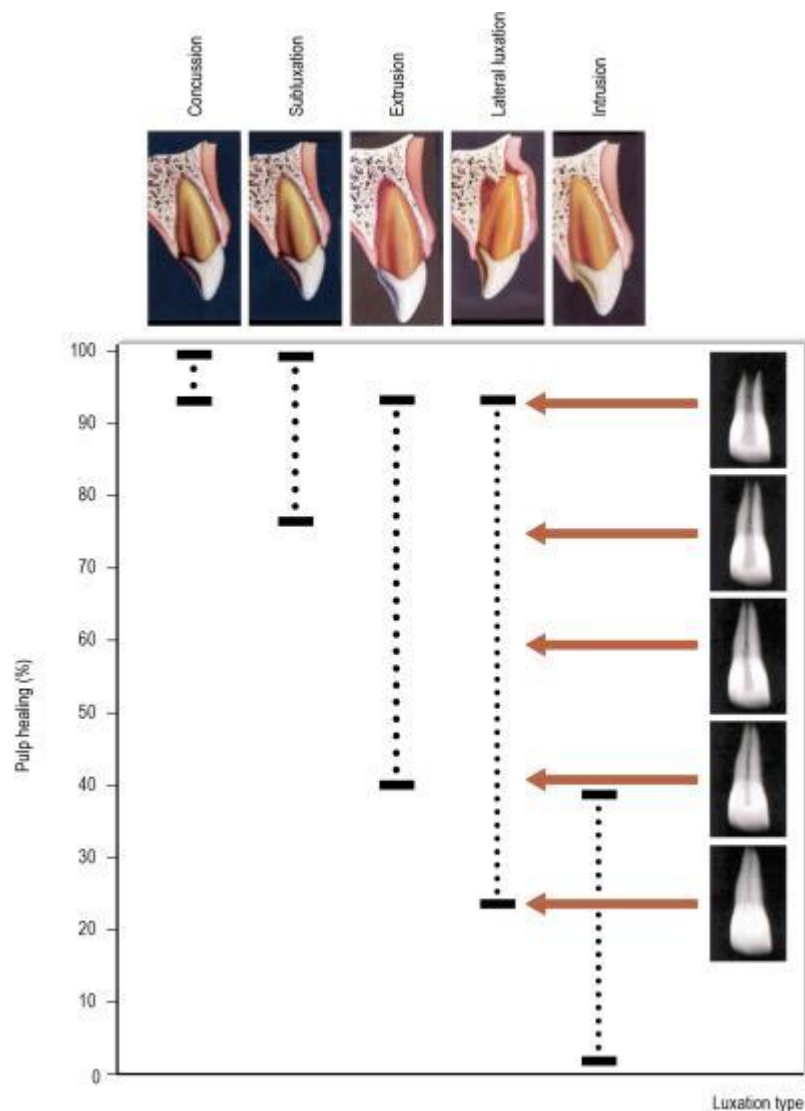 Concussion
Subluxation
Extrusion
Lateral luxation
Intrusion
100
90
80
70
60
50
40
30
20
10
0
Pulp healing (%)
Luxation type